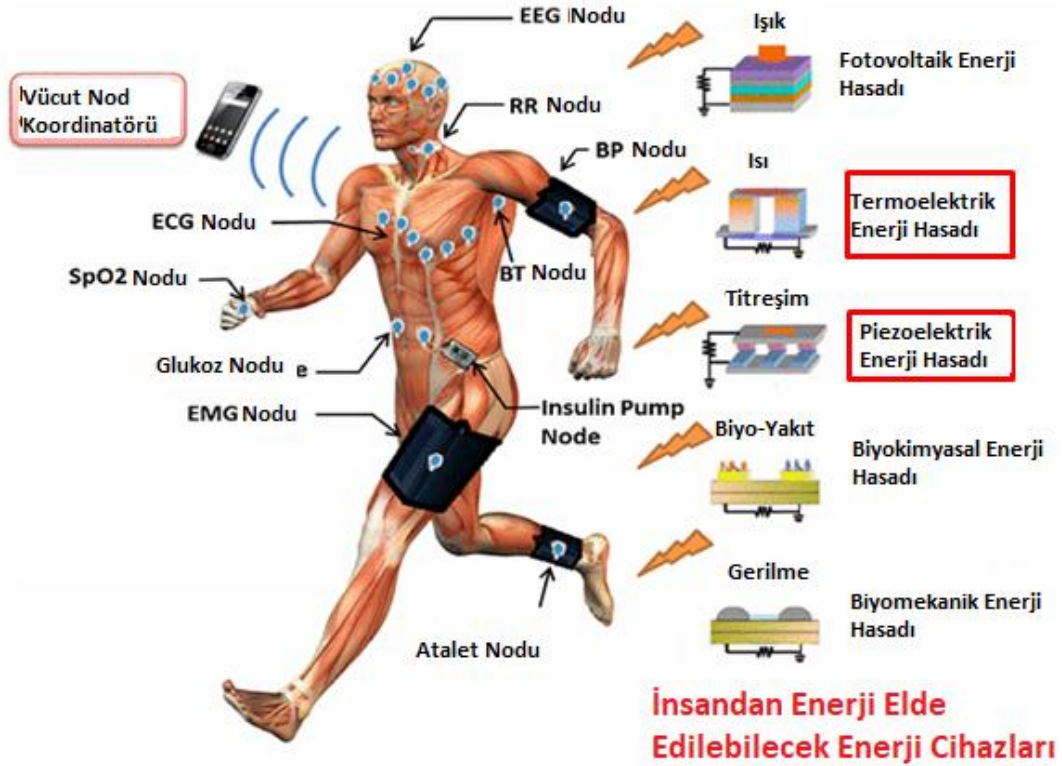 EEG Nodu
Işık
Fotovoltaik Enerji
Hasadı
Vücut Nod
Koordinatörü
RR Nodu
BP Nodu
Isı
Termoelektrik
Enerji Hasadı
ECG Nodu
BT Nodu
SpO2 Nodu
Titreşim
Piezoelektrik
Enerji Hasadı
Glukoz Nodu e
EMG Nodu
Insulin Pump
Node
Biyo-Yakıt
Biyokimyasal Enerji
Hasadı
Gerilme
Biyomekanik Enerji
Hasadı
Atalet Nodu
İnsandan Enerji Elde
Edilebilecek Enerji Cihazları